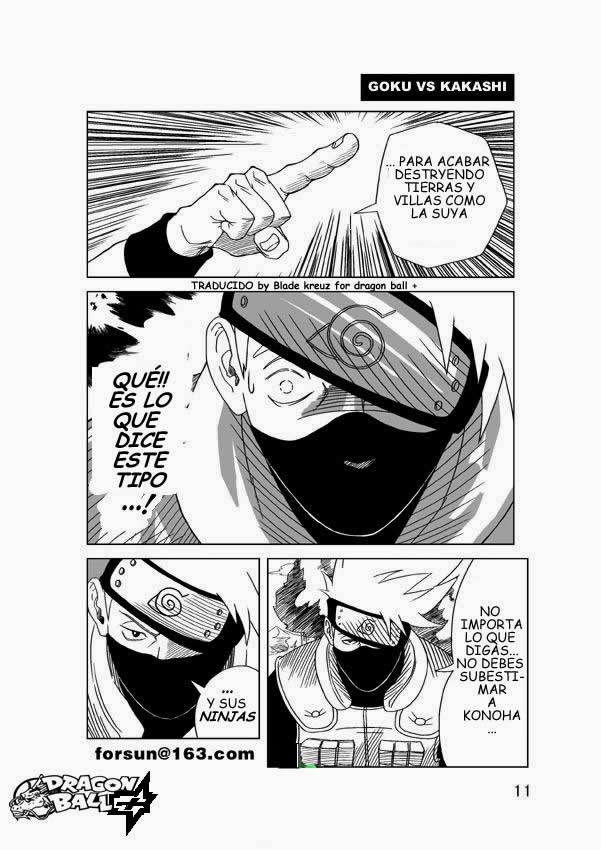 GOKU VS KAKASHI
... PARA ACABAR
DESTRYENDO
TIERRAS Y
VILLAS COMO
LA SUYA
TRADUCIDO by Blade kreuz for dragon ball +
QUÉ!!
ES LO
QUE
DICE
ESTE
TIPO
...!
NO
IMPORTA
LO QUE
DIGAS...
NO DEBES
SUBESTI-
MAR
A
KONOHA
...
...
Y SUS
NINJAS
forsun@163.com
DRAGON
BALL
11